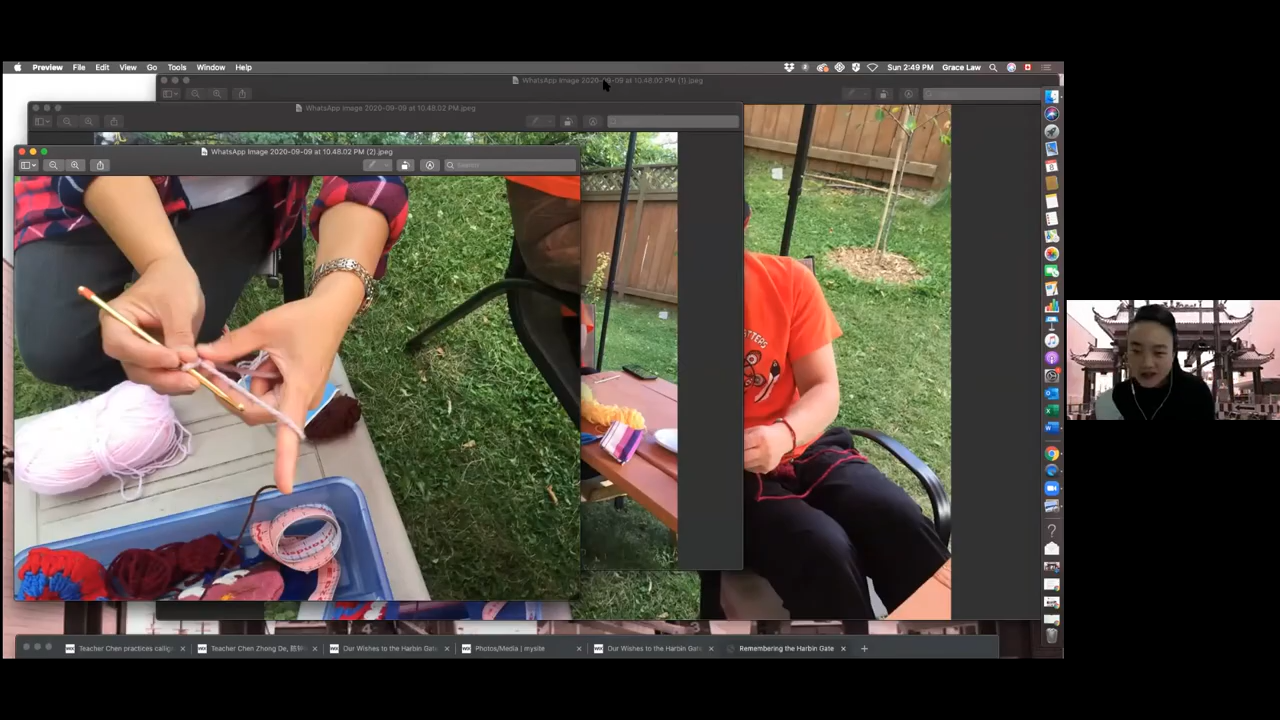 Preview File Edit View Go Tools Window Help Sun 2:49 PM Grace Law
WhatsApp Image 2020-09-09 at 10.48.02 PM (1).jpeg
WhatsApp Image 2020-09-09 at 10.48.02 PM.jpeg
WhatsApp Image 2020-09-09 at 10.48.02 PM (2).jpeg
Search
Teacher Chen practices callig
Teacher Chen Zhong De,
Our Wishes to the Harbin Gate
Photos/Media | mysite
Our Wishes to the Harbin Gate
Remembering the Harbin Gate